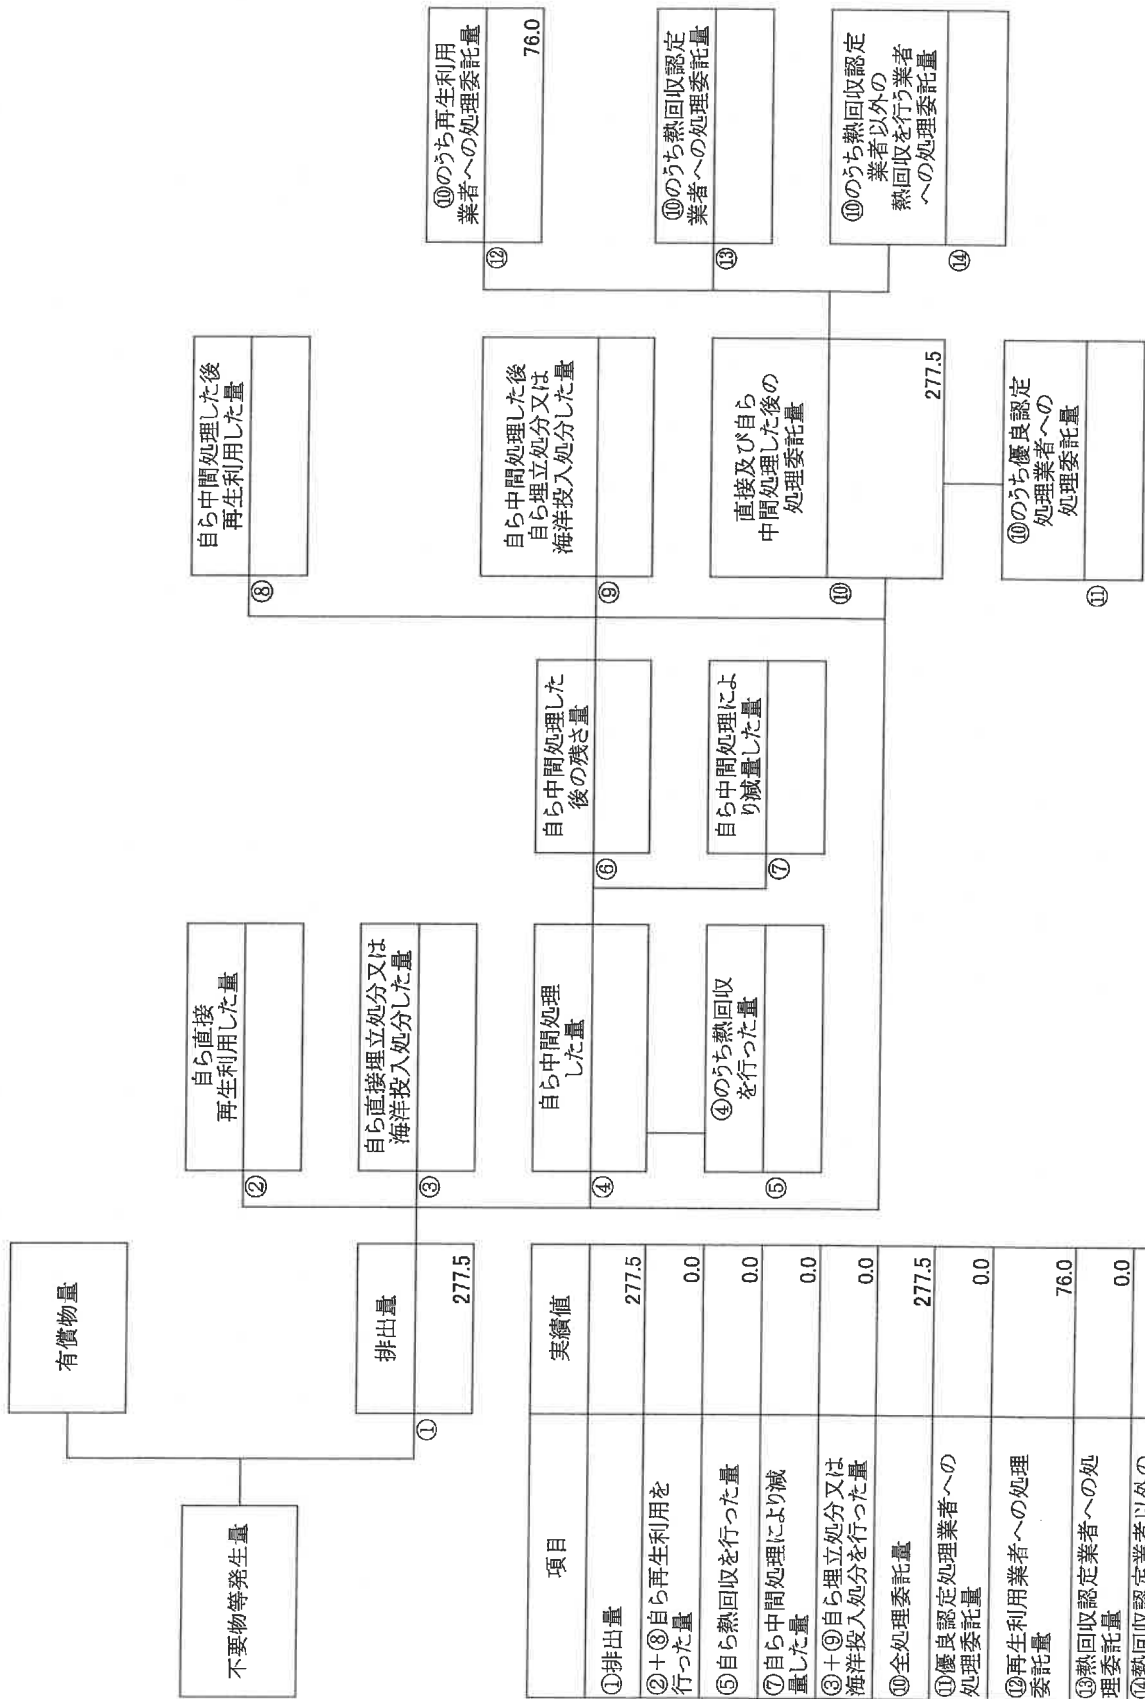 不要物等発生量
有償物量
排出量
①
277.5
自ら直接
再生利用した量
②
自ら直接埋立処分又は
海洋投入処分した量
③
自ら中間処理
した量
④
④のうち熱回収
を行った量
⑤
自ら中間処理した
後の残さ量
⑥
自ら中間処理によ
り減量した量
⑦
自ら中間処理した後
再生利用した量
⑧
自ら中間処理した後
自ら埋立処分又は
海洋投入処分した量
⑨
直接及び自ら
中間処理した後の
処理委託量
⑩
277.5
⑩のうち優良認定
処理業者への
処理委託量
⑪
⑩のうち再生利用
業者への処理委託量
⑫
76.0
⑩のうち熱回収認定
業者への処理委託量
⑬
⑩のうち熱回収認定
業者以外の
熱回収を行う業者
への処理委託量
⑭
項目
実績値
①排出量
277.5
②+⑧自ら再生利用を
行った量
0.0
⑤自ら熱回収を行った量
0.0
⑦自ら中間処理により減
量した量
0.0
③+⑨自ら埋立処分又は
海洋投入処分を行った量
0.0
⑩全処理委託量
277.5
⑪優良認定処理業者への
処理委託量
0.0
⑫再生利用業者への処理
委託量
76.0
⑬熱回収認定業者への処
理委託量
0.0
⑭熱回収認定業者以外の